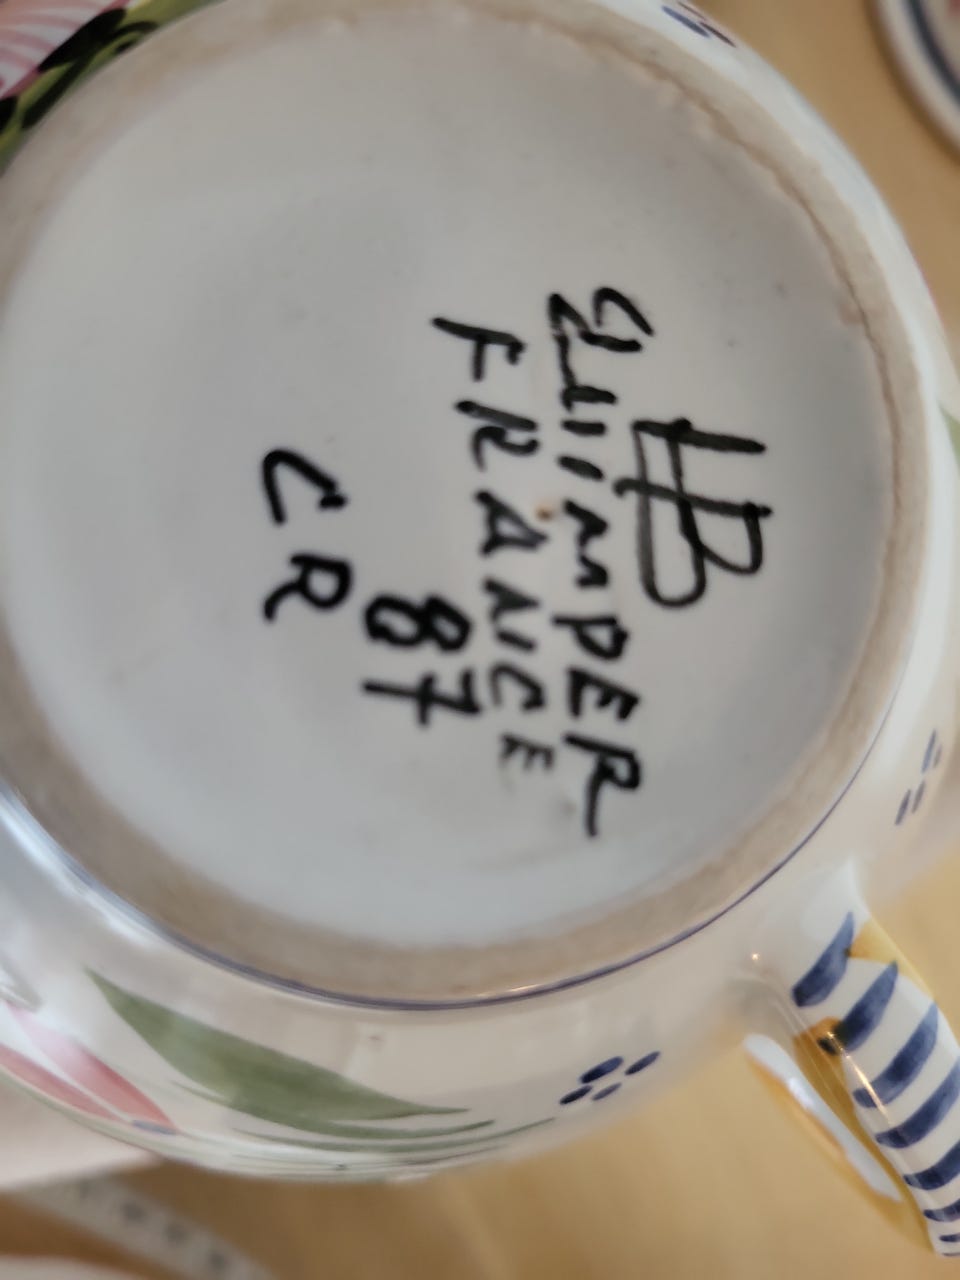 HB
QUIMPER
FRANCE
87
CR